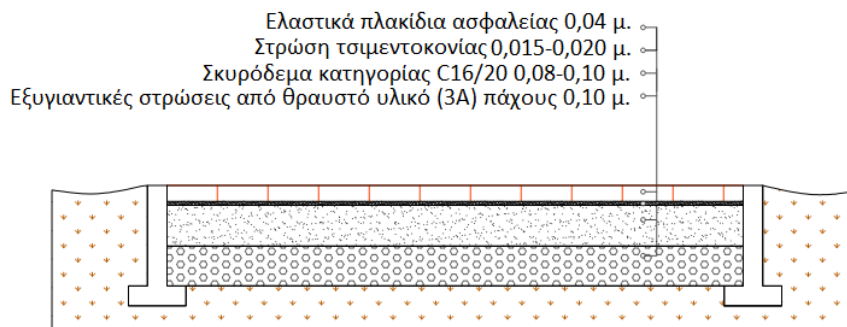 Ελαστικά πλακίδια ασφαλείας 0,04 μ.
Στρώση τσιμεντοκονίας 0,015-0,020 μ.
Σκυρόδεμα κατηγορίας C16/20 0,08-0,10 μ.
Εξυγιαντικές στρώσεις από θραυστό υλικό (3Α) πάχους 0,10 μ.